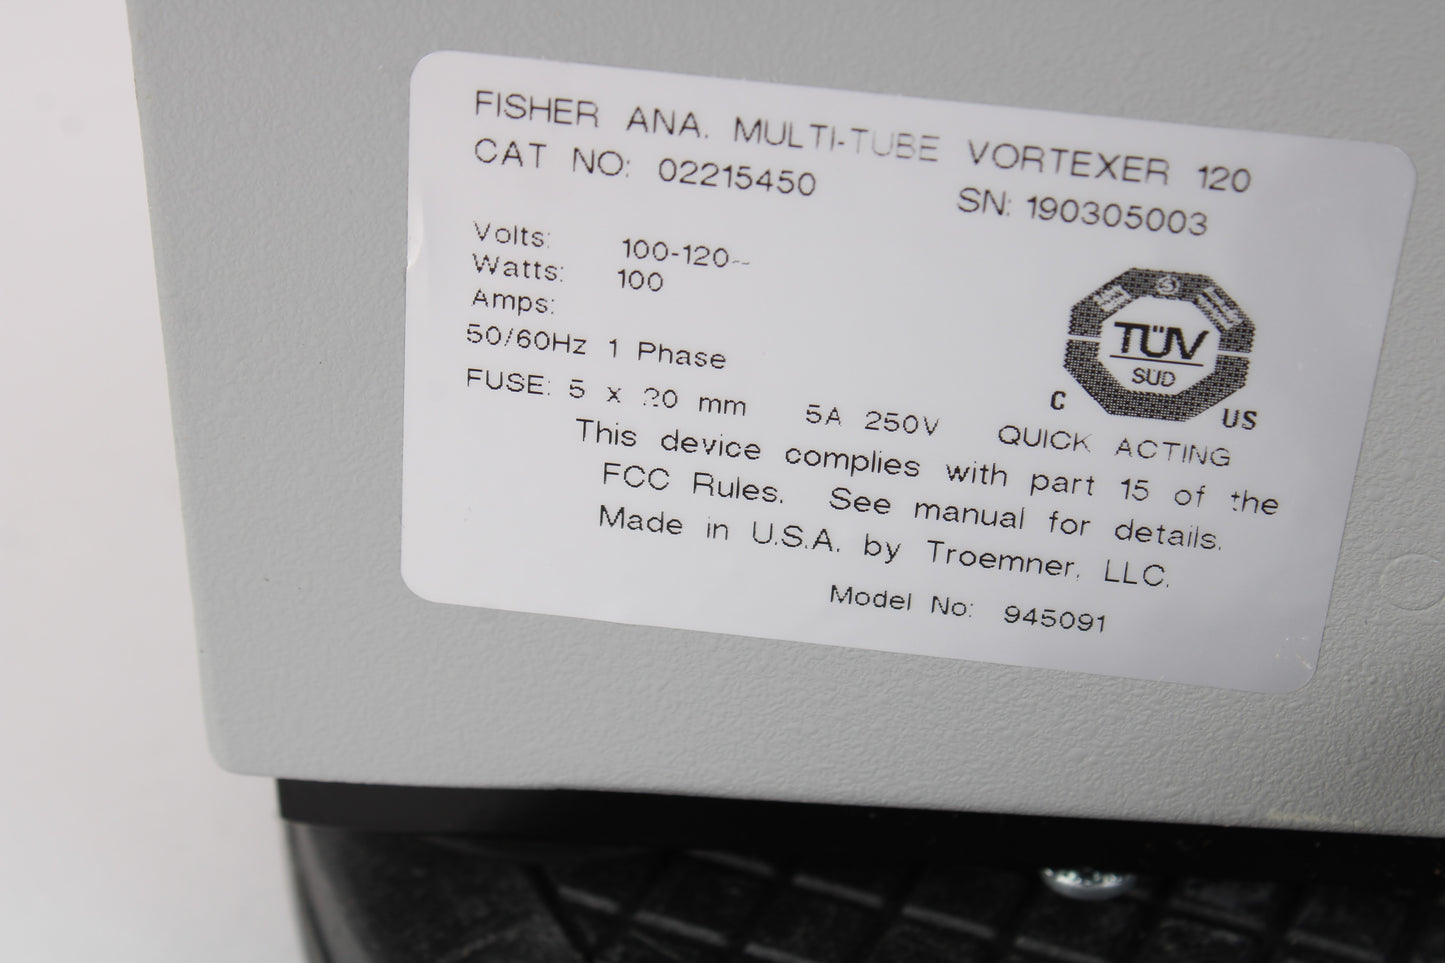 FISHER ANA. MULTI-TUBE VORTEXER 120
CAT NO: 02215450 SN: 190305003
Volts: 100-120~
Watts: 100
Amps:
50/60Hz 1 Phase
TÜV
SÜD
C US
FUSE: 5 x 20 mm 5A 250V QUICK ACTING
This device complies with part 15 of the
FCC Rules. See manual for details.
Made in U.S.A. by Troemner, LLC.
Model No: 945091